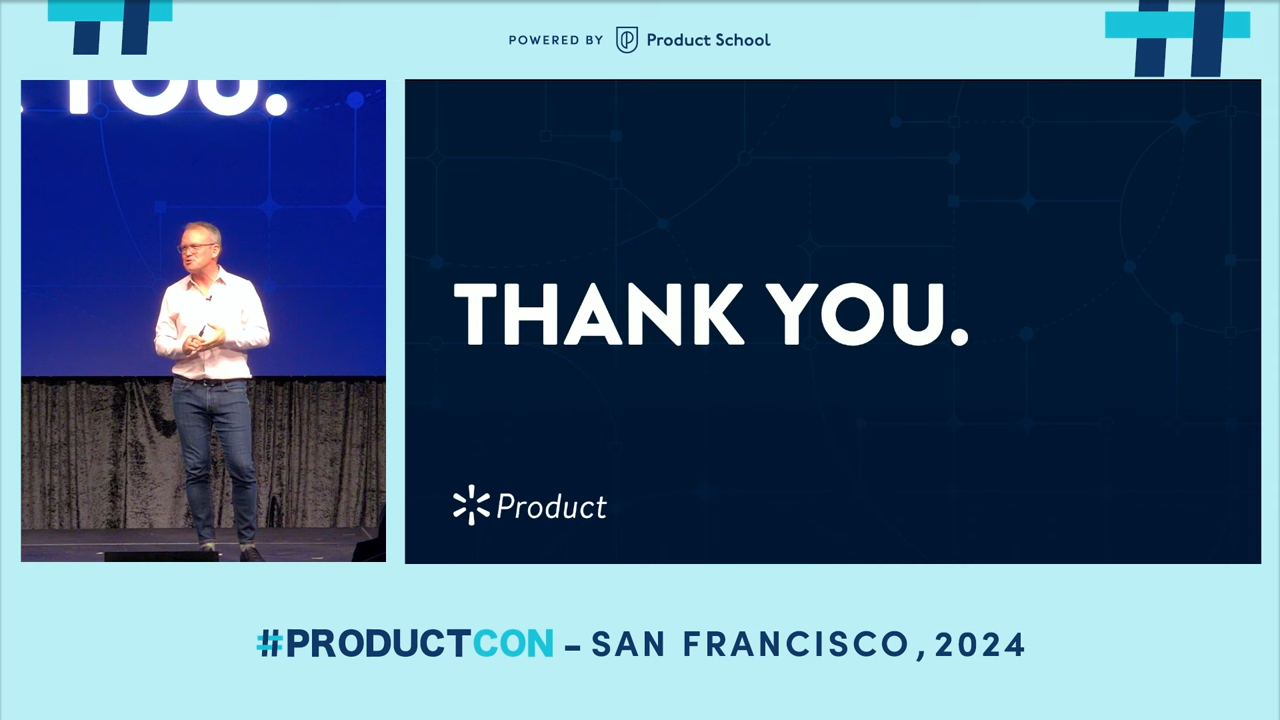 POWERED BY Product School
YOU.
THANK YOU.
Product
#PRODUCTCON – SAN FRANCISCO, 2024